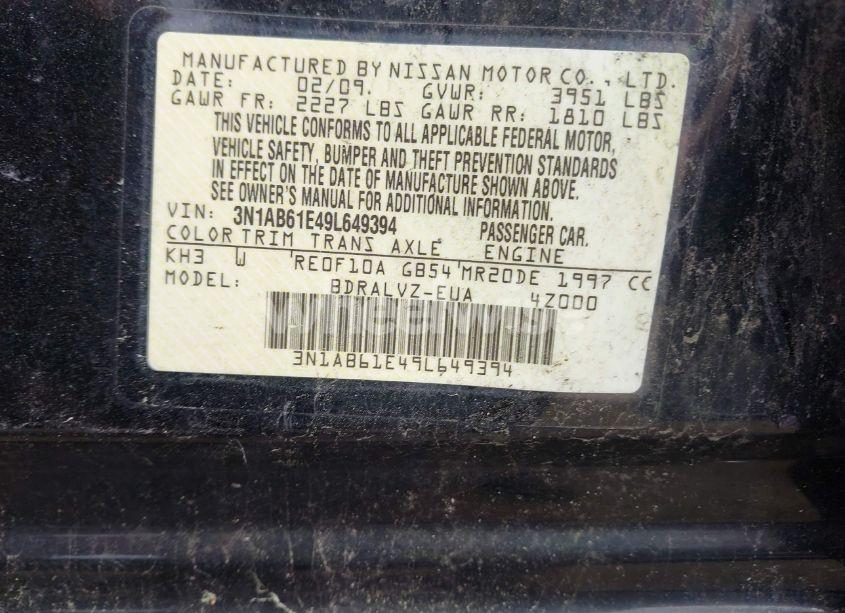 MANUFACTURED BY NISSAN MOTOR CO., LTD.
DATE: 02/09. GVWR: 3951 LBS
GAWR FR: 2227 LBS GAWR RR: 1810 LBS
THIS VEHICLE CONFORMS TO ALL APPLICABLE FEDERAL MOTOR,
VEHICLE SAFETY, BUMPER AND THEFT PREVENTION STANDARDS
IN EFFECT ON THE DATE OF MANUFACTURE SHOWN ABOVE.
SEE OWNER'S MANUAL FOR ADDITIONAL INFORMATION.
VIN: 3N1AB61E49L649394 PASSENGER CAR.
COLOR TRIM TRANS AXLE ENGINE
KH3 W RE0F10A GB54 MR20DE 1997 CC
MODEL: BDRALVZ-EUA 4Z000
3N1AB61E49L649394